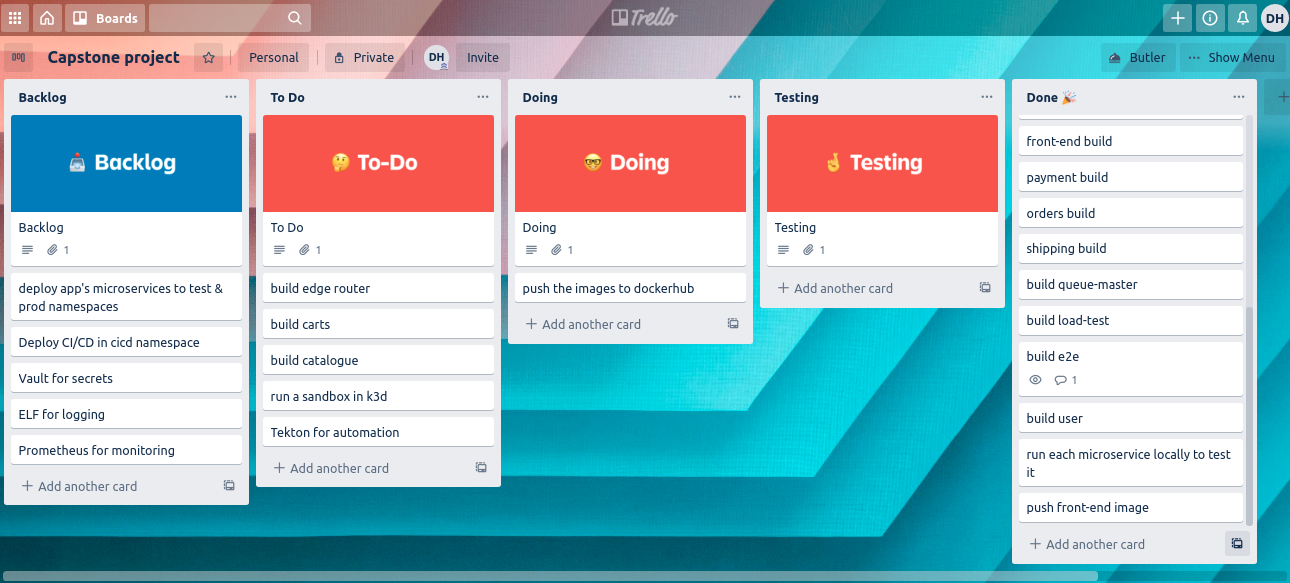 Boards
Trello
DH
Capstone project
Personal
Private
DH
Invite
Butler
Show Menu
Backlog
Backlog
Backlog
1
deploy app's microservices to test &
prod namespaces
Deploy CI/CD in cicd namespace
Vault for secrets
ELF for logging
Prometheus for monitoring
Add another card
To Do
To-Do
To Do
1
build edge router
build carts
build catalogue
run a sandbox in k3d
Tekton for automation
Add another card
Doing
Doing
Doing
1
push the images to dockerhub
Add another card
Testing
Testing
Testing
1
Add another card
Done 🎉
front-end build
payment build
orders build
shipping build
build queue-master
build load-test
build e2e
1
build user
run each microservice locally to test
it
push front-end image
Add another card